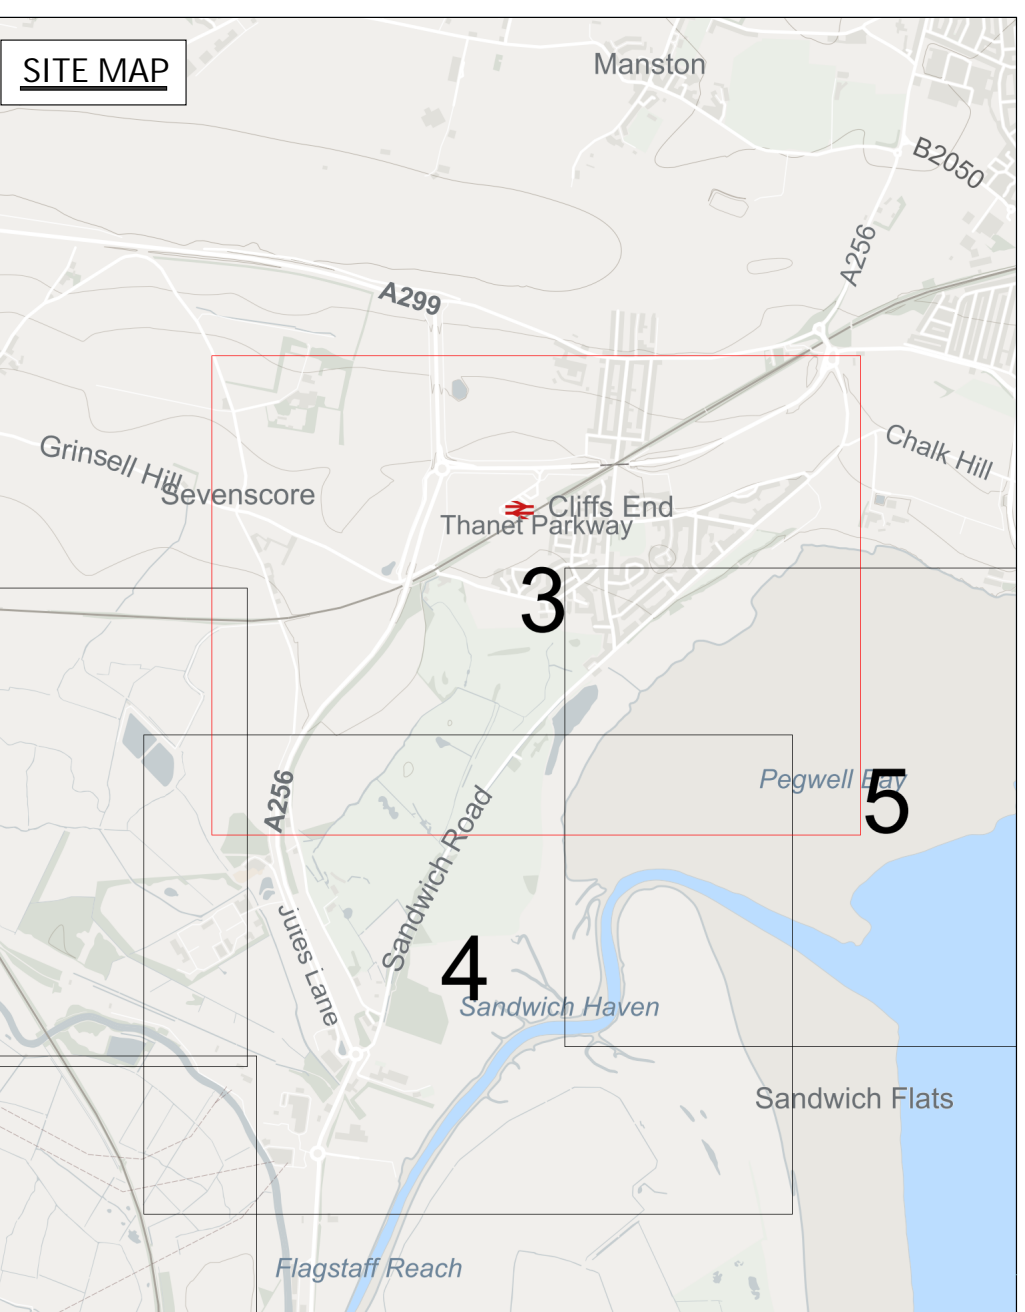 SITE MAP
Manston
B2050
A256
A299
Chalk Hill
Grinsell Hill
Sevenscore
Cliffs End
Thanet Parkway
3
Pegwell Bay
5
A256
Sandwich Road
Jutes Lane
4
Sandwich Haven
Sandwich Flats
Flagstaff Reach